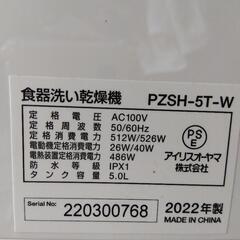 食器洗い乾燥機 PZSH-5T-W
定格電圧 AC100V
定格周波数 50/60Hz
定格消費電力 512W/526W
電動機定格消費電力 26W/40W
電熱装置定格消費電力 486W
防水等級 IPX1
タンク容量 5.0L
PSE
アイリスオーヤマ
株式会社
Serial No: 220300768
2022年製
MADE IN CHINA